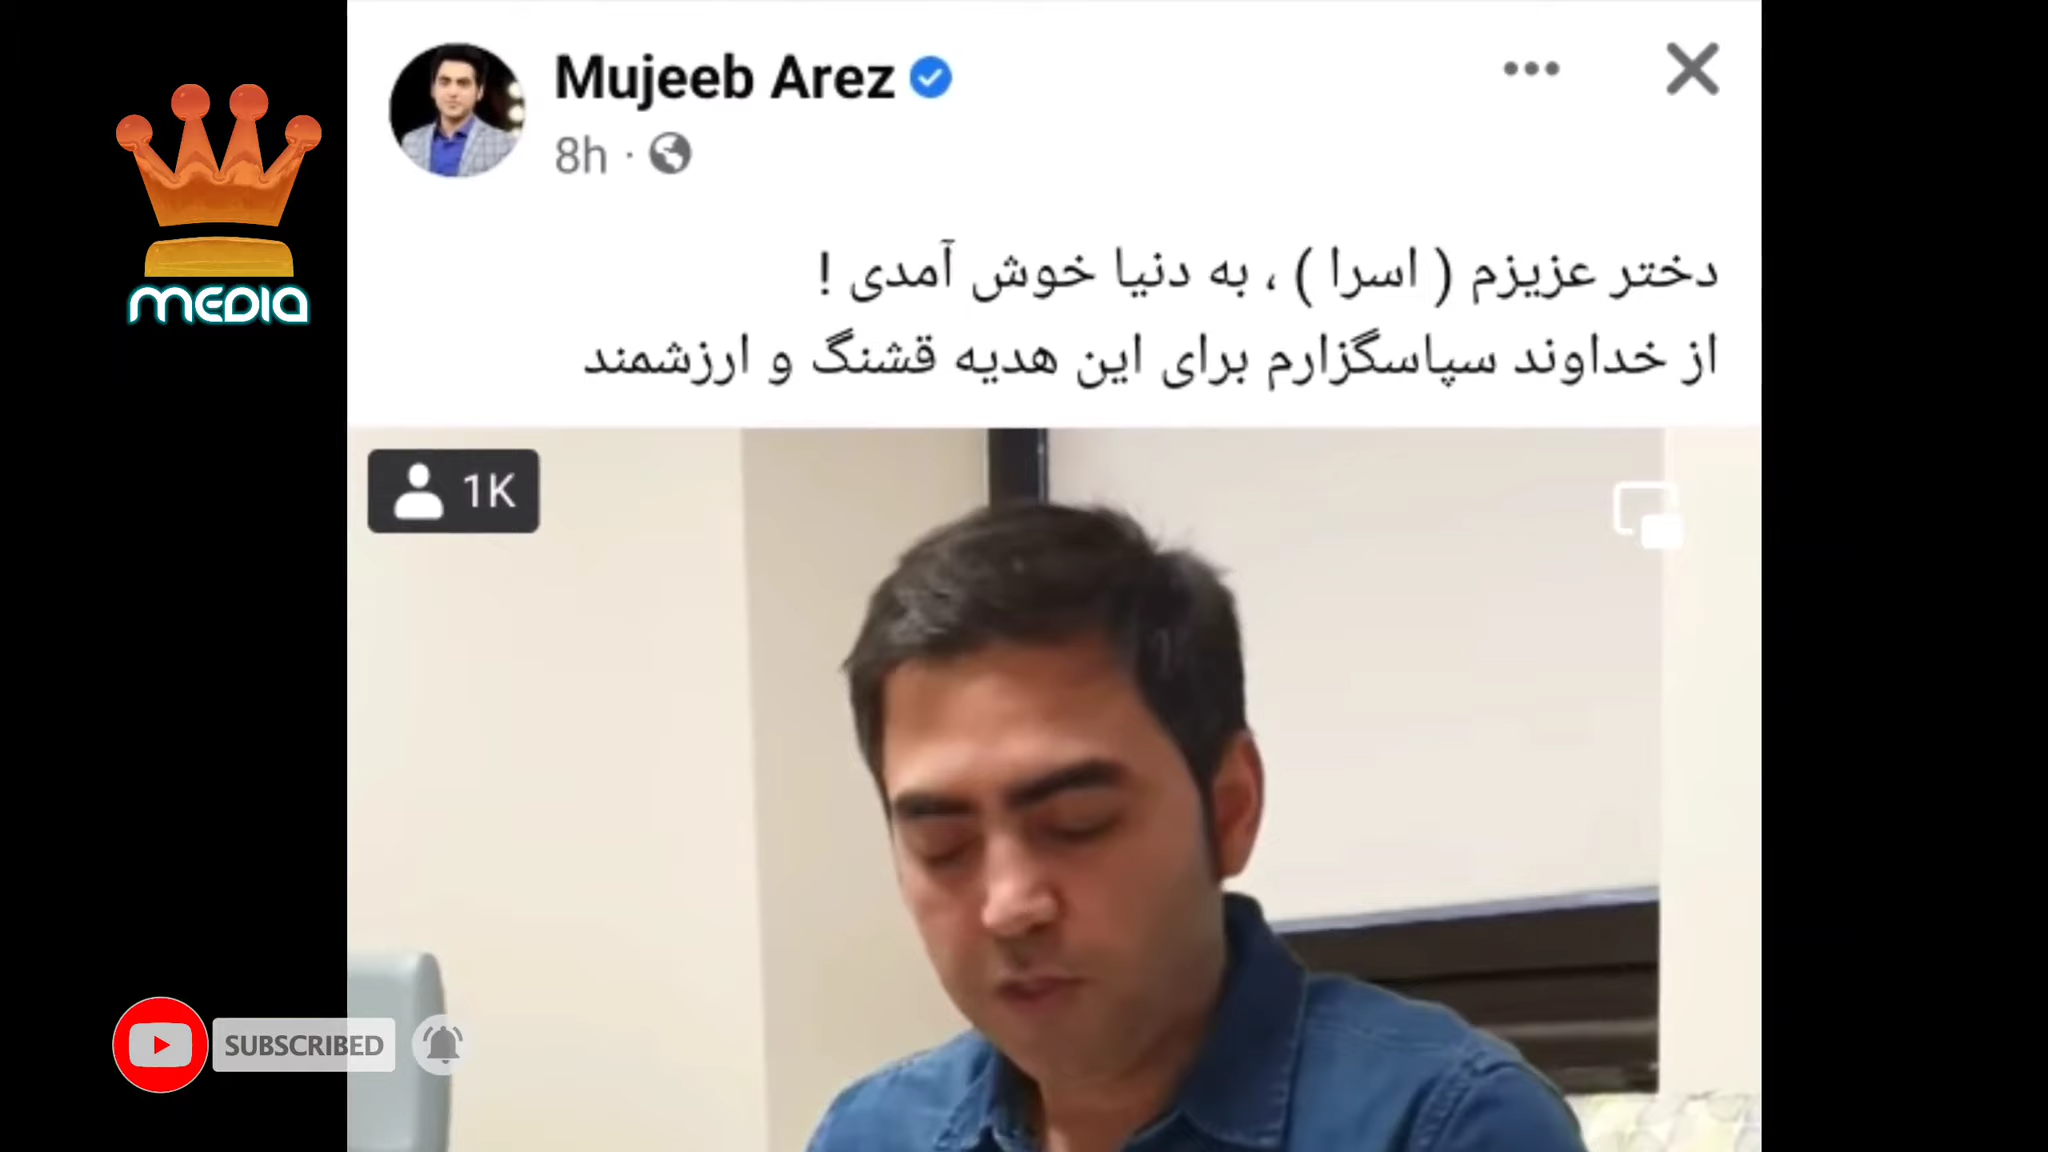 MEDIA
Mujeeb Arez
8h ·
دختر عزیزم ( اسرا ) ، به دنیا خوش آمدی !
از خداوند سپاسگزارم برای این هدیه قشنگ و ارزشمند
1K
SUBSCRIBED